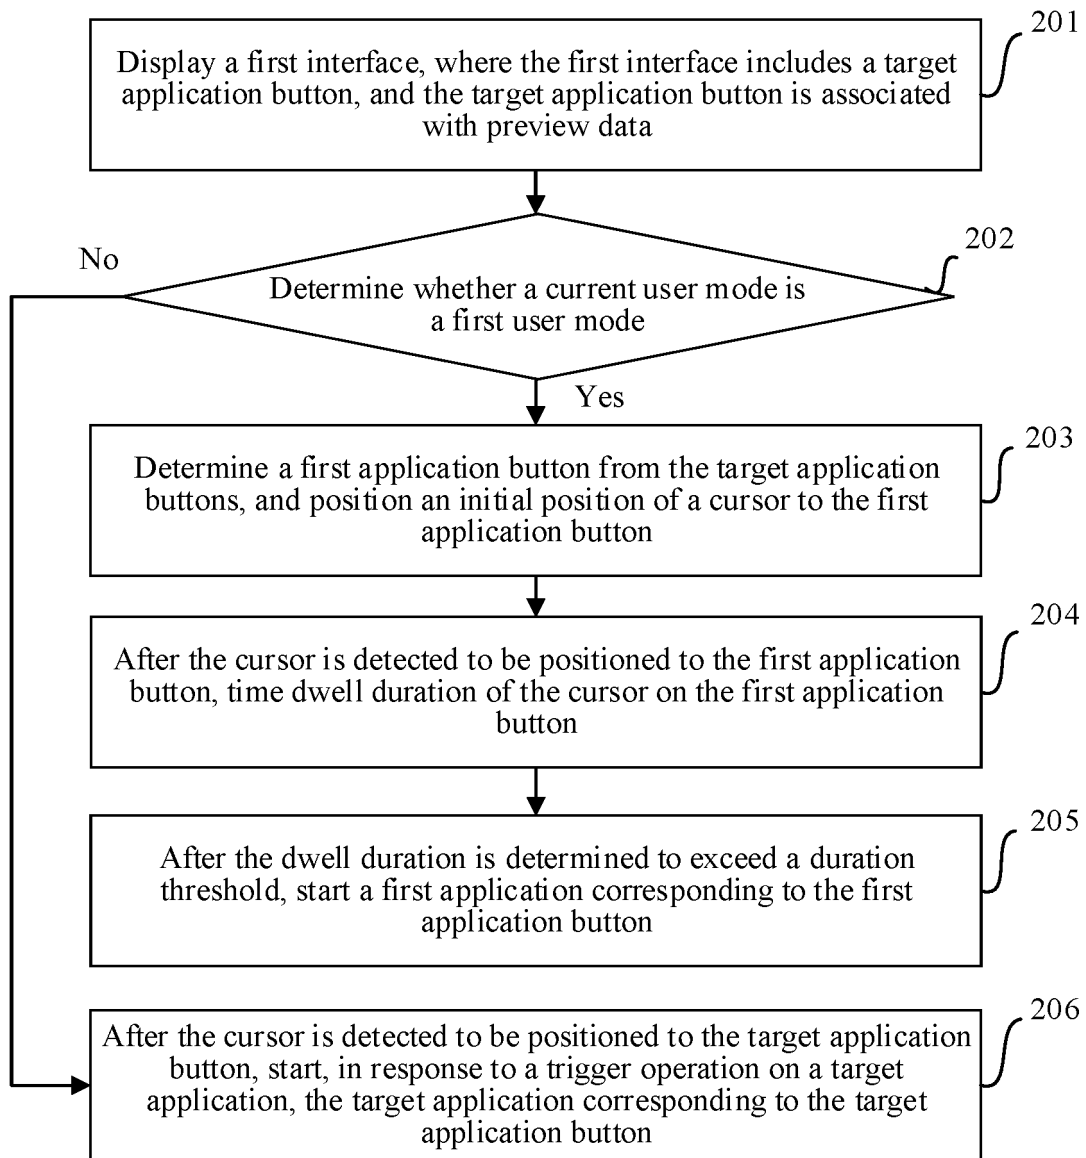 201
Display a first interface, where the first interface includes a target
application button, and the target application button is associated
with preview data
202
No
Determine whether a current user mode is
a first user mode
Yes
203
Determine a first application button from the target application
buttons, and position an initial position of a cursor to the first
application button
204
After the cursor is detected to be positioned to the first application
button, time dwell duration of the cursor on the first application
button
205
After the dwell duration is determined to exceed a duration
threshold, start a first application corresponding to the first
application button
206
After the cursor is detected to be positioned to the target application
button, start, in response to a trigger operation on a target
application, the target application corresponding to the target
application button